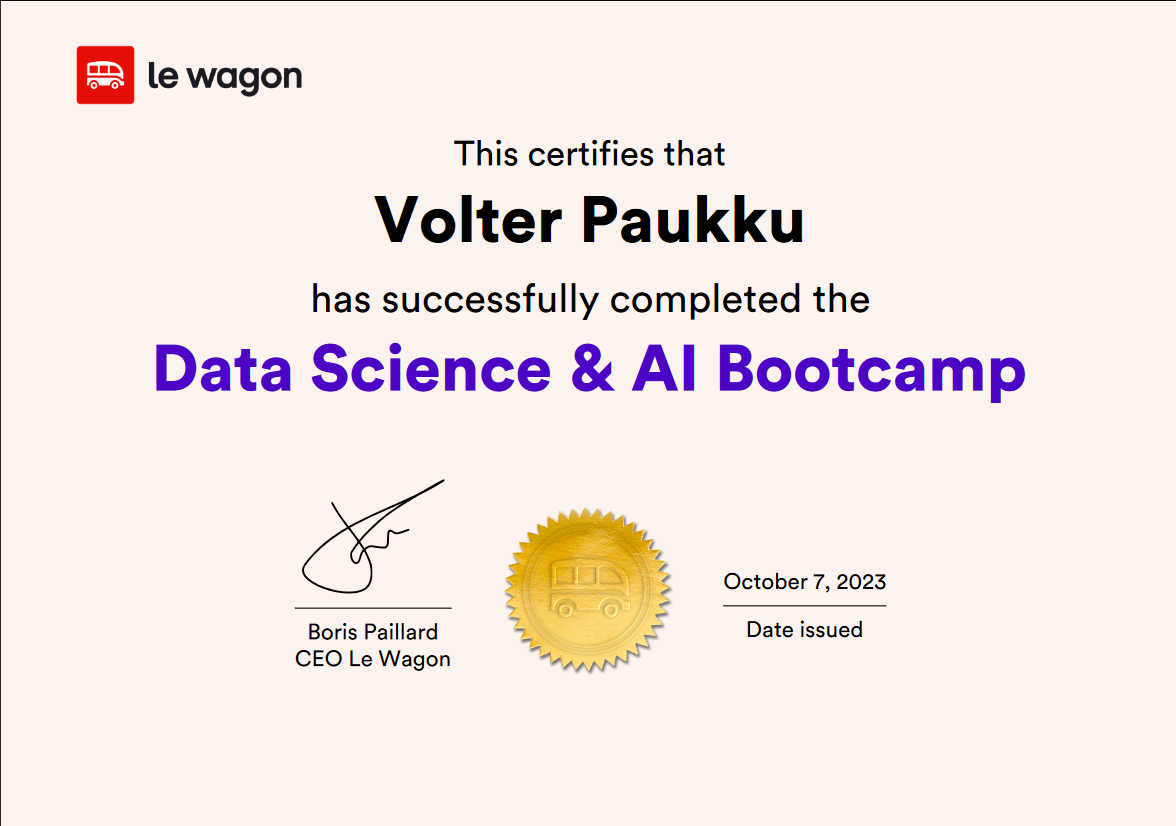 le wagon
This certifies that
Volter Paukku
has successfully completed the
Data Science & AI Bootcamp
October 7, 2023
Boris Paillard
CEO Le Wagon
Date issued